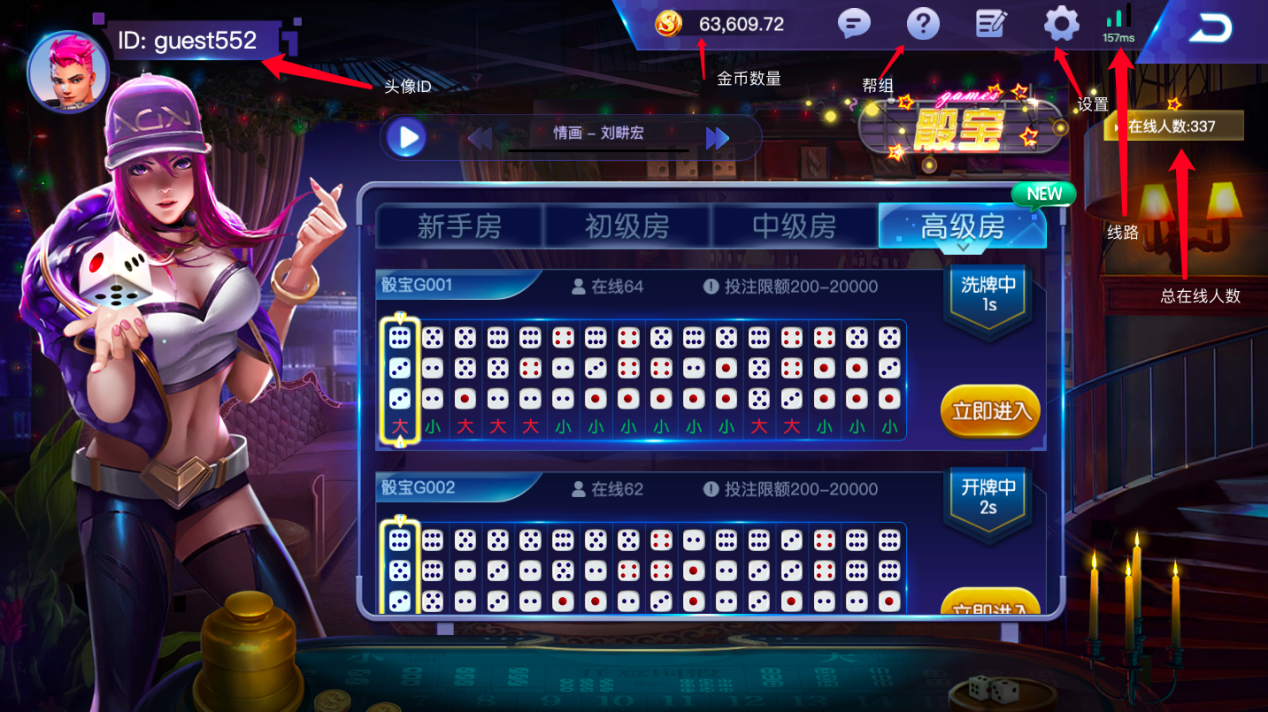 ID: guest552
63,609.72
157ms
头像ID
金币数量
帮组
设置
games
骰宝
在线人数:337
情画 – 刘畊宏
NEW
新手房
初级房
中级房
高级房
线路
总在线人数
骰宝G001
在线64
投注限额200–20000
洗牌中
1s
大 小 大 大 大 小 小 小 小 小 小 大 大 小 小 小
立即进入
骰宝G002
在线62
投注限额200–20000
开牌中
2s
立即进入